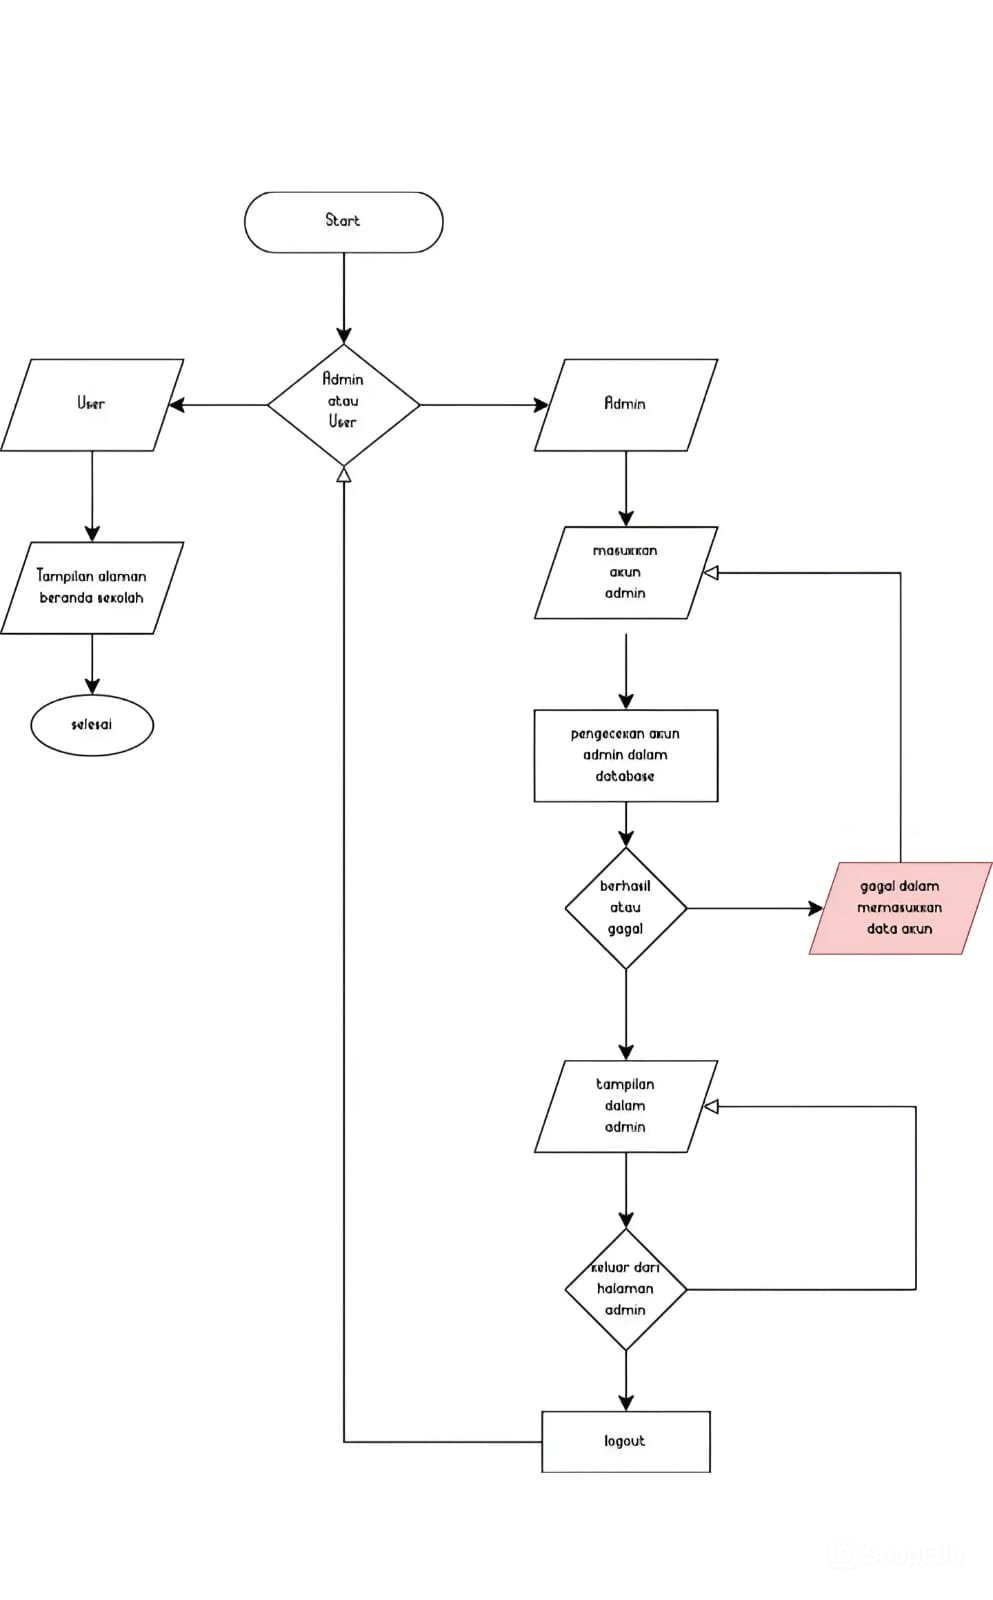 Start
Admin
atau
User
User
Admin
Tampilan alaman
beranda sekolah
masukkan
akun
admin
selesai
pengecekan akun
admin dalam
database
berhasil
atau
gagal
gagal dalam
memasukkan
data akun
tampilan
dalam
admin
keluar dari
halaman
admin
logout